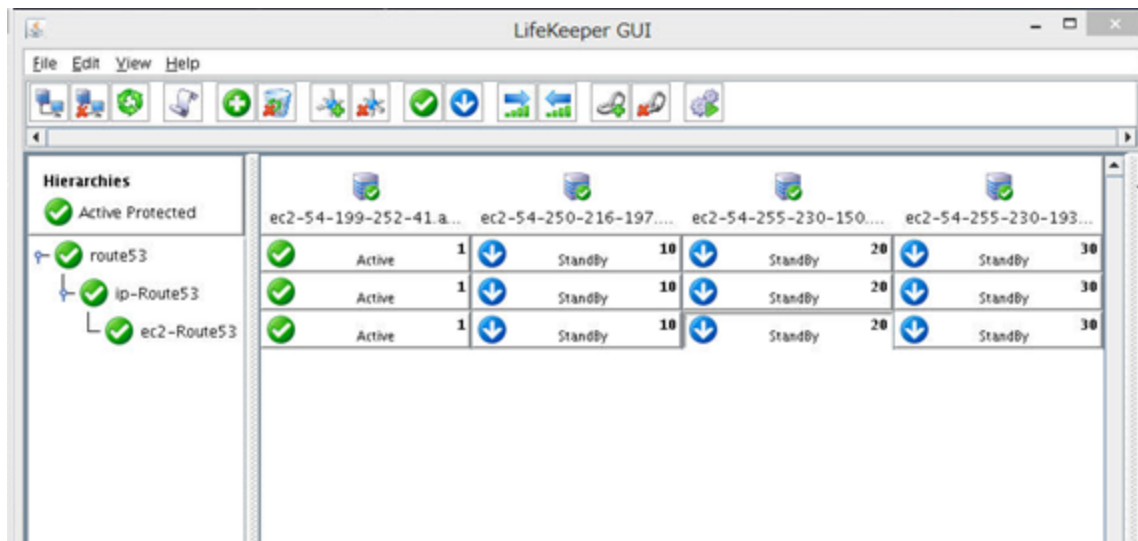 LifeKeeper GUI
File Edit View Help
Hierarchies
Active Protected
ec2-54-199-252-41.a... ec2-54-250-216-197.... ec2-54-255-230-150.... ec2-54-255-230-193...
route53 Active 1 StandBy 10 StandBy 20 StandBy 30
ip-Route53 Active 1 StandBy 10 StandBy 20 StandBy 30
ec2-Route53 Active 1 StandBy 10 StandBy 20 StandBy 30